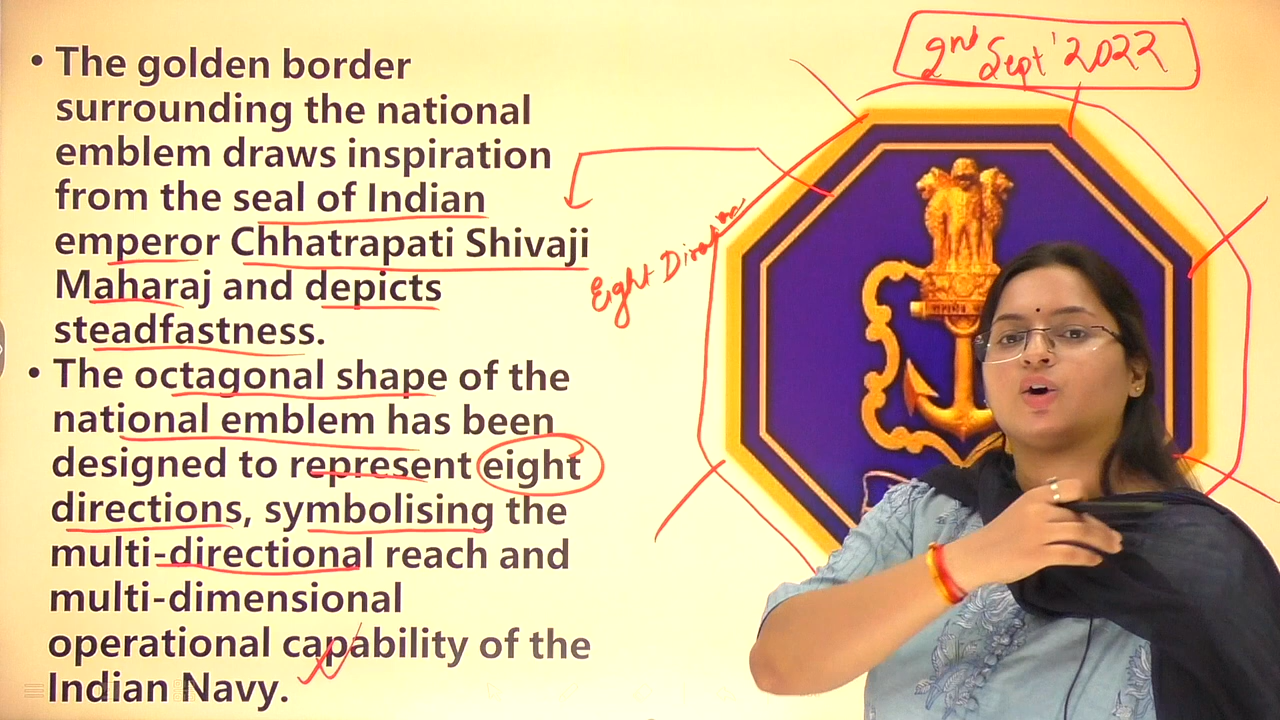 • The golden border
surrounding the national
emblem draws inspiration
from the seal of Indian
emperor Chhatrapati Shivaji
Maharaj and depicts
steadfastness.
• The octagonal shape of the
national emblem has been
designed to represent eight
directions, symbolising the
multi-directional reach and
multi-dimensional
operational capability of the
Indian Navy.
2nd Sept' 2022
Eight